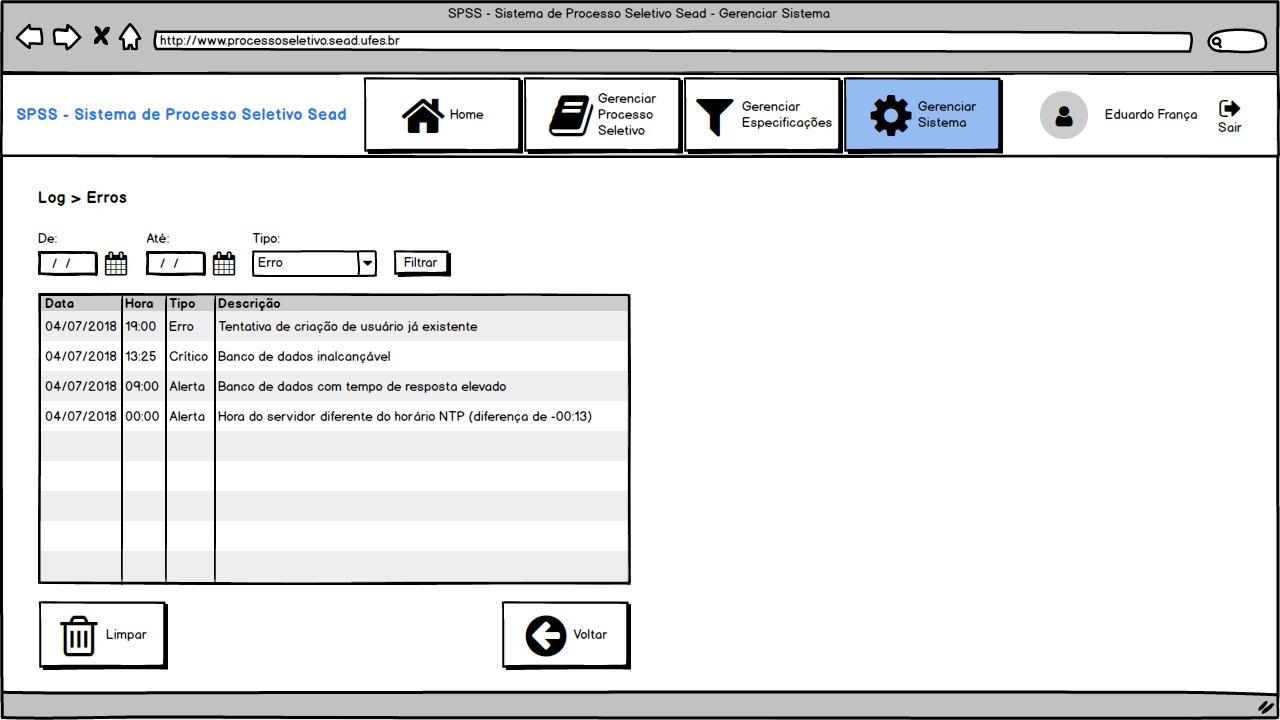 SPSS - Sistema de Processo Seletivo Sead - Gerenciar Sistema
http://www.processoseletivo.sead.ufes.br
SPSS - Sistema de Processo Seletivo Sead
Home
Gerenciar
Processo
Seletivo
Gerenciar
Especificações
Gerenciar
Sistema
Eduardo França
Sair
Log > Erros
De:
Até:
Tipo:
/ /
/ /
Erro
Filtrar
Data Hora Tipo Descrição
04/07/2018 19:00 Erro Tentativa de criação de usuário já existente
04/07/2018 13:25 Crítico Banco de dados inalcançável
04/07/2018 09:00 Alerta Banco de dados com tempo de resposta elevado
04/07/2018 00:00 Alerta Hora do servidor diferente do horário NTP (diferença de -00:13)
Limpar
Voltar